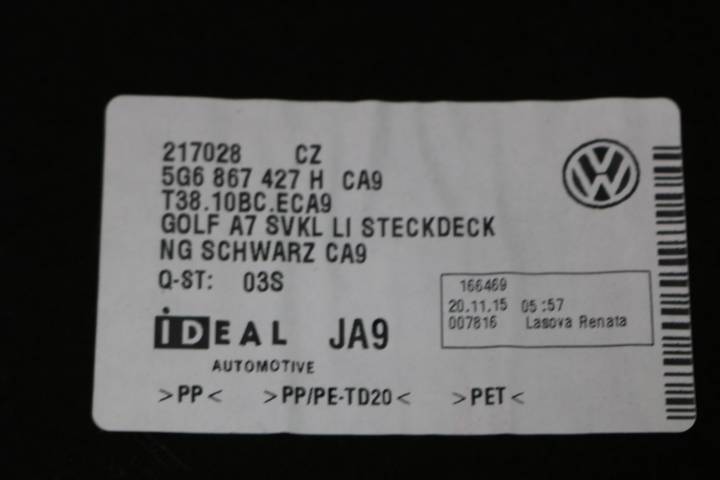 217028 CZ
5G6 867 427 H CA9
T38.10BC.ECA9
GOLF A7 SVKL LI STECKDECK
NG SCHWARZ CA9
Q-ST: 03S
166469
20.11.15 05:57
007816 Lasova Renata
IDEAL JA9
AUTOMOTIVE
>PP< >PP/PE-TD20< >PET<